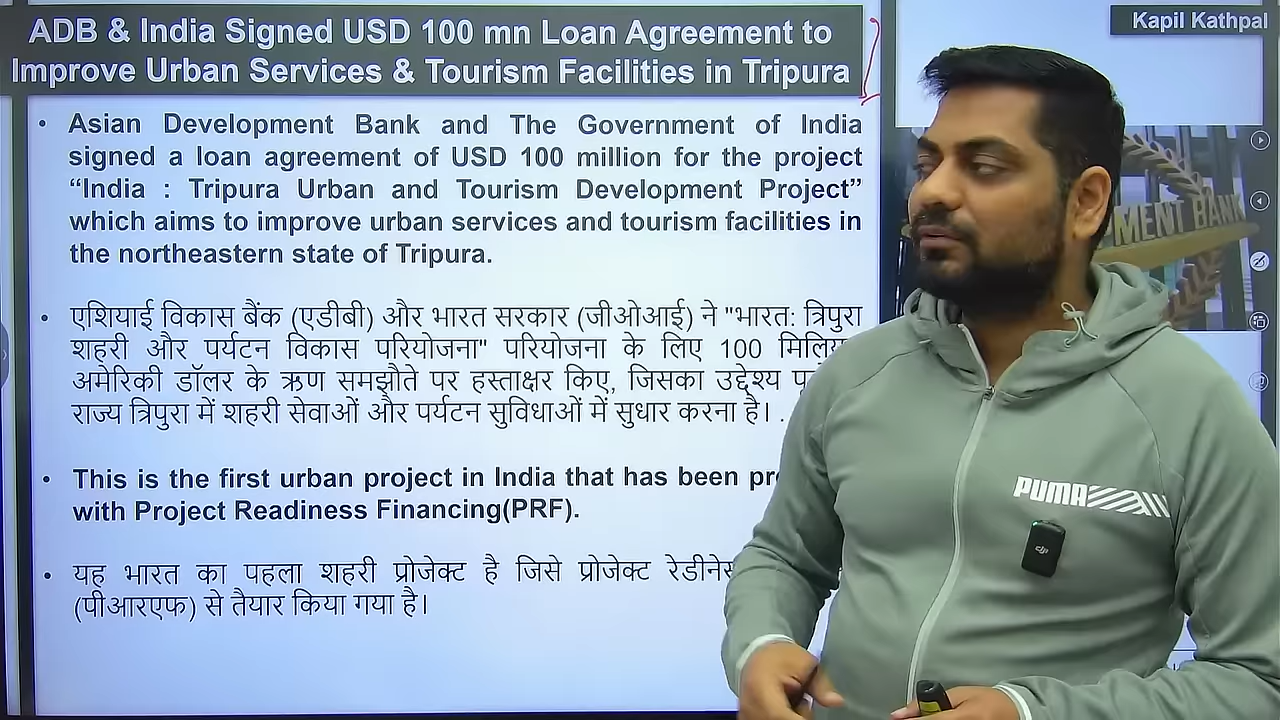 ADB & India Signed USD 100 mn Loan Agreement to
Improve Urban Services & Tourism Facilities in Tripura
Kapil Kathpal
• Asian Development Bank and The Government of India
signed a loan agreement of USD 100 million for the project
“India : Tripura Urban and Tourism Development Project”
which aims to improve urban services and tourism facilities in
the northeastern state of Tripura.
• एशियाई विकास बैंक (एडीबी) और भारत सरकार (जीओआई) ने "भारत: त्रिपुरा
शहरी और पर्यटन विकास परियोजना" परियोजना के लिए 100
अमेरिकी डॉलर के ऋण समझौते पर हस्ताक्षर किए, जिसका उद्देश्य
राज्य त्रिपुरा में शहरी सेवाओं और पर्यटन सुविधाओं में सुधार करना है। .
• This is the first urban project in India that has been
with Project Readiness Financing(PRF).
• यह भारत का पहला शहरी प्रोजेक्ट है जिसे प्रोजेक्ट
(पीआरएफ) से तैयार किया गया है।
MENT BANK
PUMA
dji